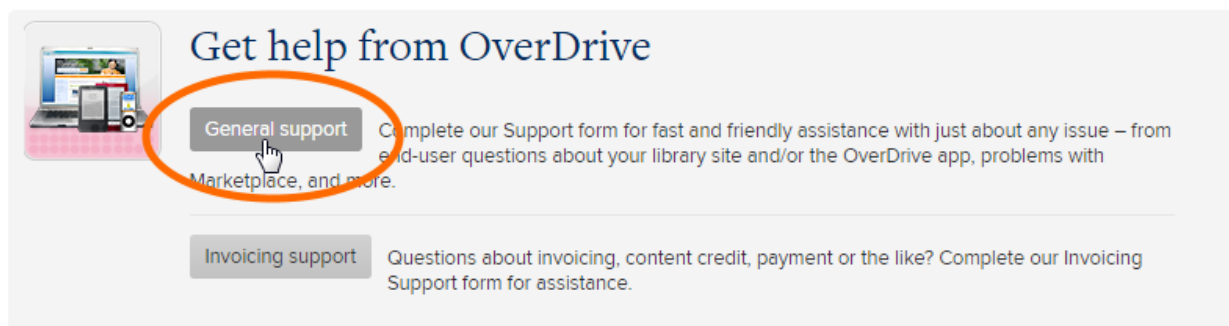 Get help from OverDrive
General support
Complete our Support form for fast and friendly assistance with just about any issue – from
end-user questions about your library site and/or the OverDrive app, problems with
Marketplace, and more.
Invoicing support
Questions about invoicing, content credit, payment or the like? Complete our Invoicing
Support form for assistance.